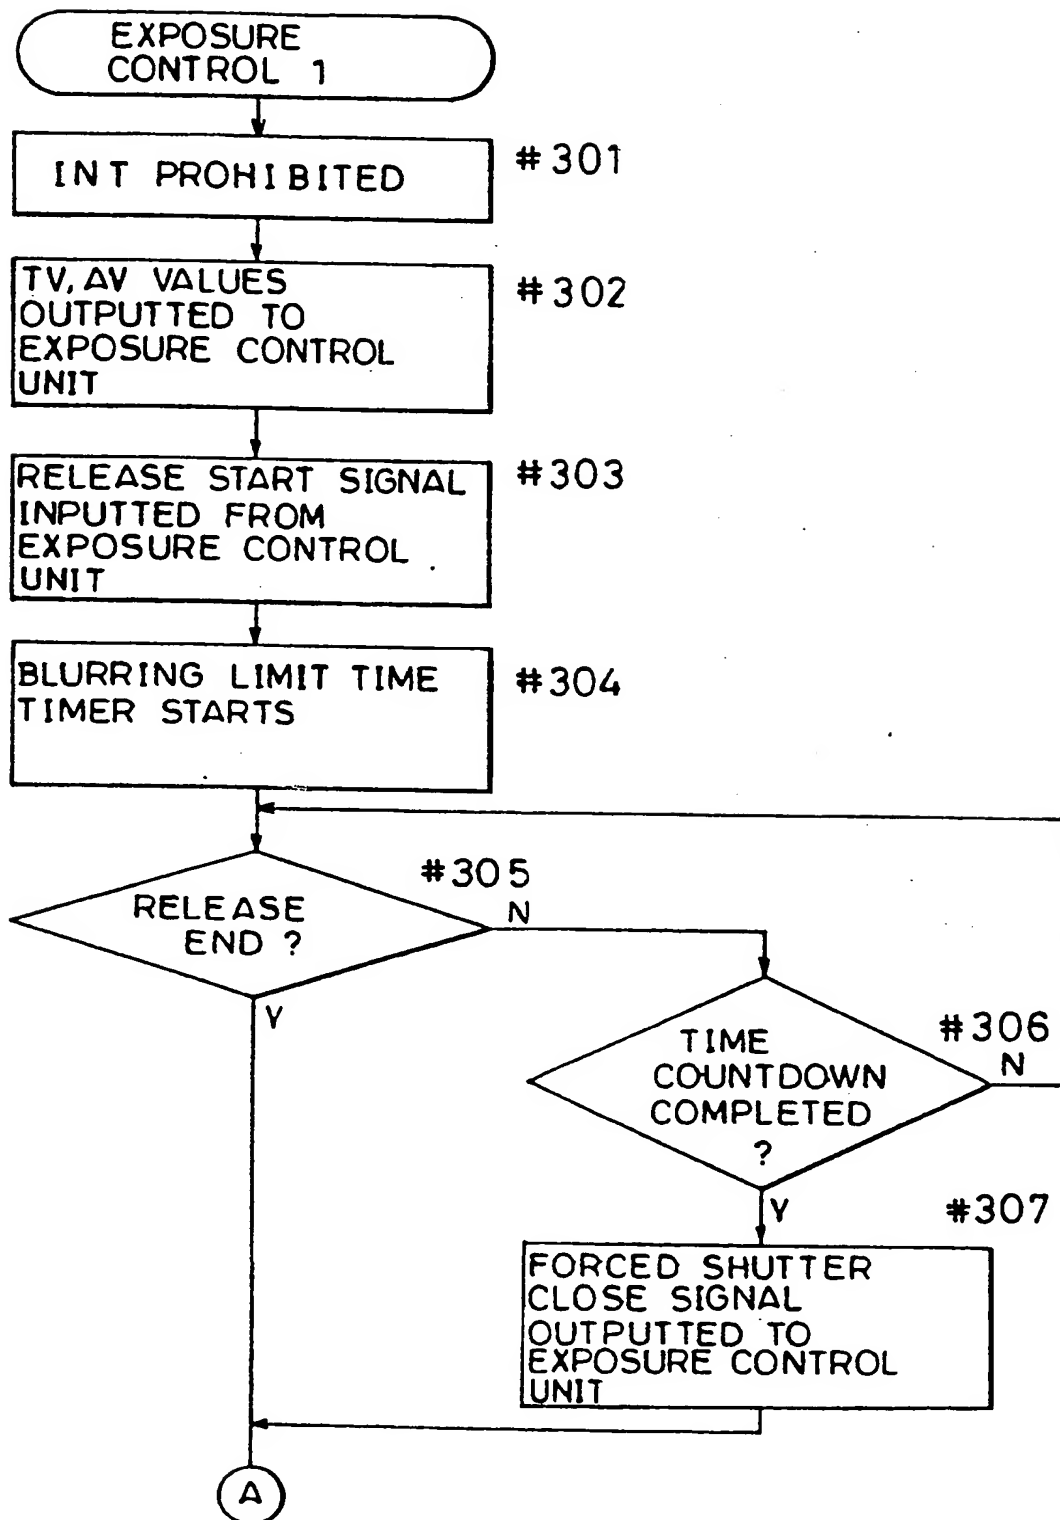 EXPOSURE
CONTROL 1
INT PROHIBITED
#301
TV, AV VALUES
OUTPUTTED TO
EXPOSURE CONTROL
UNIT
#302
RELEASE START SIGNAL
INPUTTED FROM
EXPOSURE CONTROL
UNIT
#303
BLURRING LIMIT TIME
TIMER STARTS
#304
#305
RELEASE
END ?
N
Y
#306
TIME
COUNTDOWN
COMPLETED
?
N
Y
#307
FORCED SHUTTER
CLOSE SIGNAL
OUTPUTTED TO
EXPOSURE CONTROL
UNIT
A